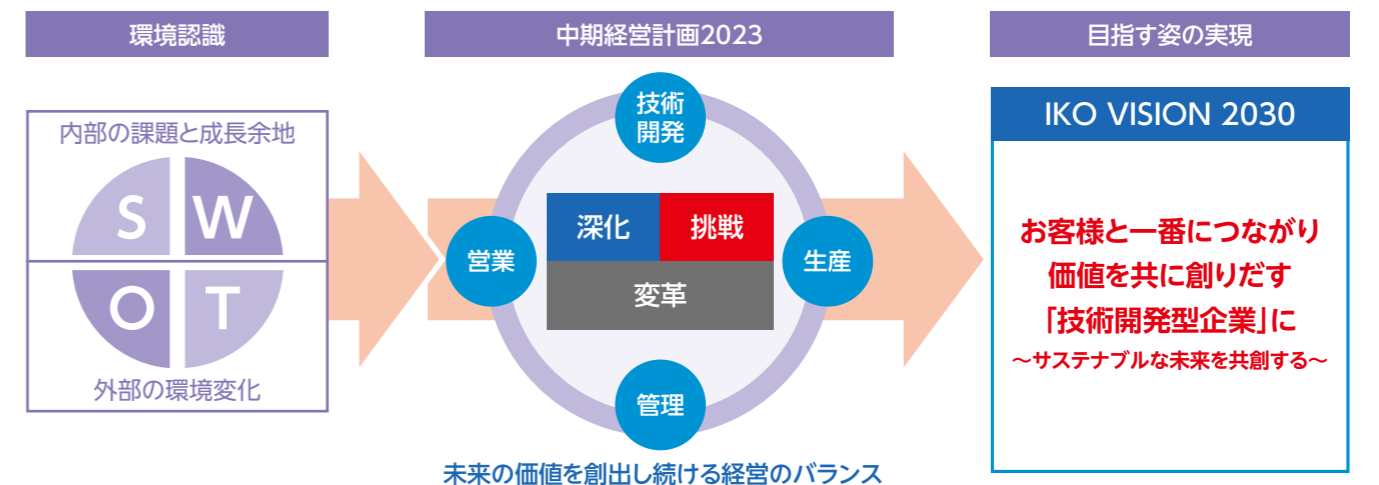 環境認識
内部の課題と成長余地
S W
O T
外部の環境変化
中期経営計画2023
技術
開発
営業
深化
挑戦
変革
生産
管理
未来の価値を創出し続ける経営のバランス
目指す姿の実現
IKO VISION 2030
お客様と一番につながり
価値を共に創りだす
「技術開発型企業」に
～サステナブルな未来を共創する～